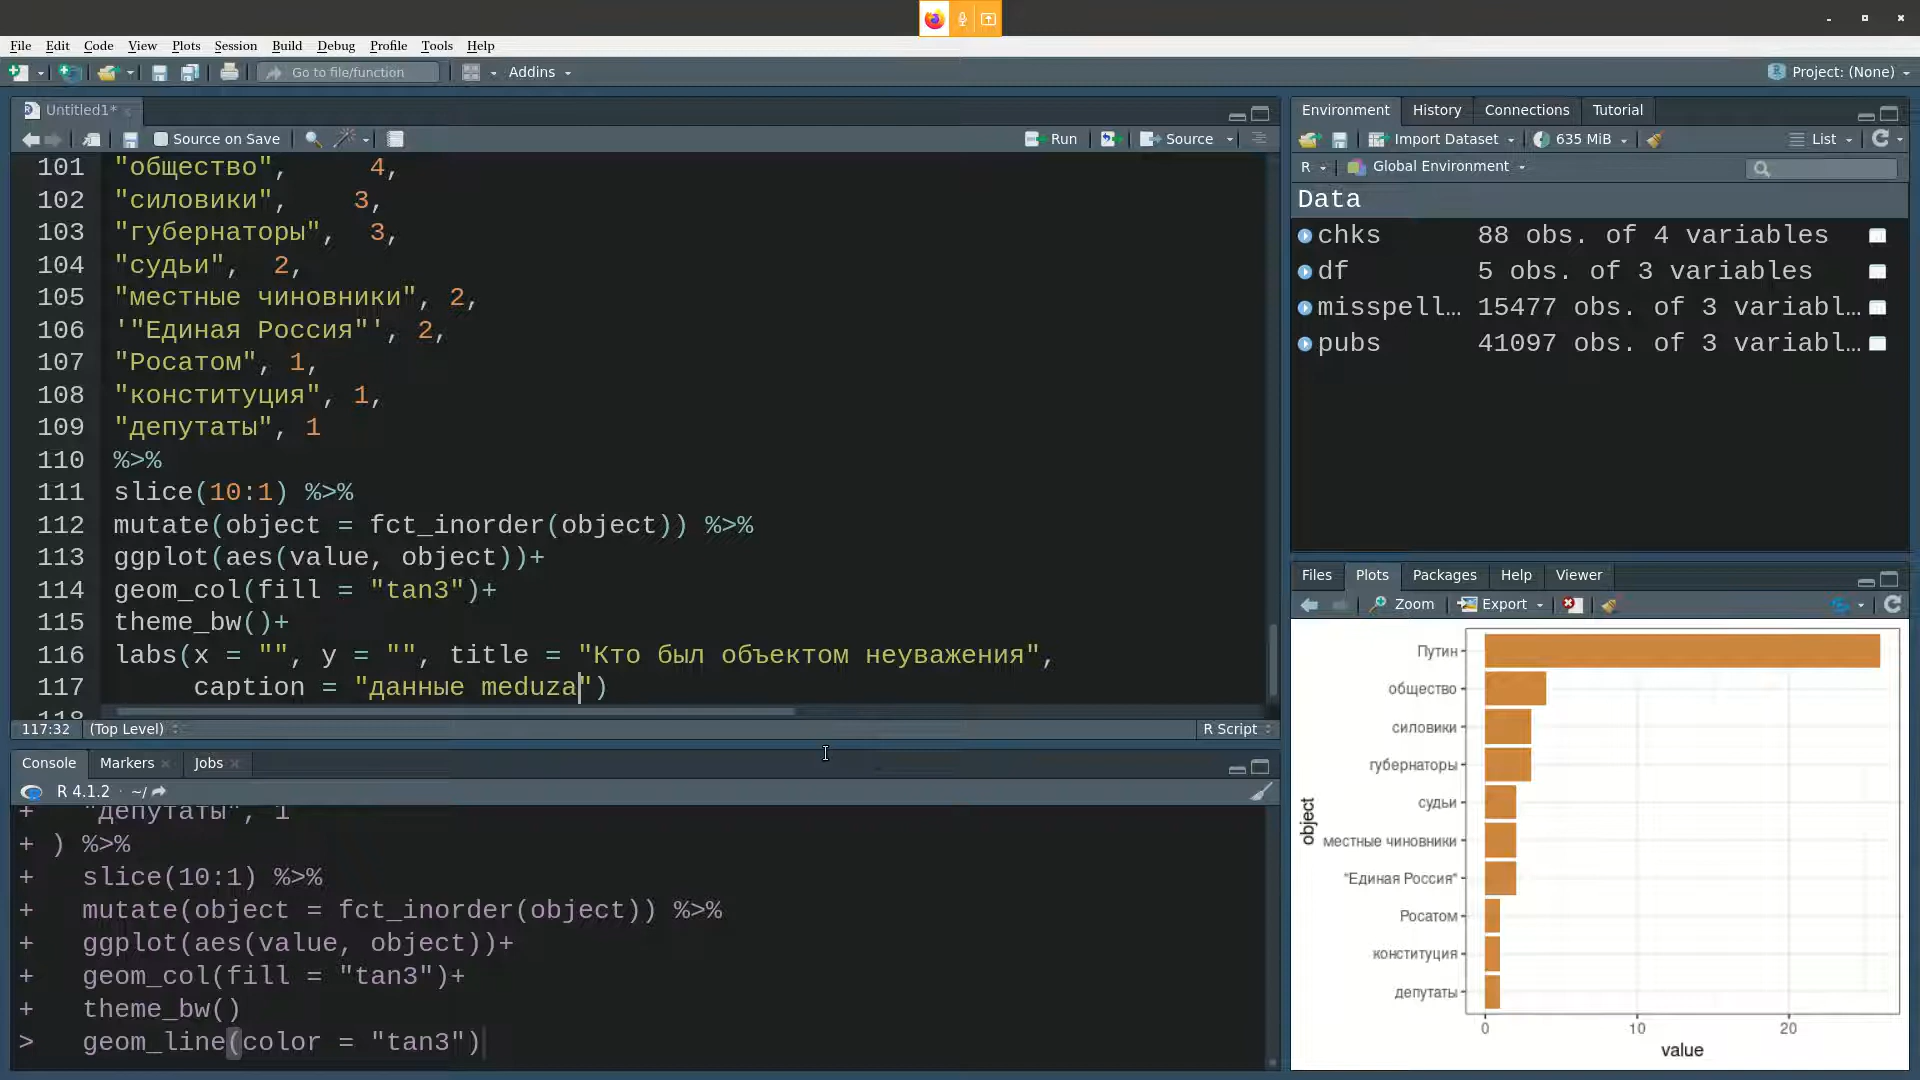 File Edit Code View Plots Session Build Debug Profile Tools Help
Go to file/function Addins Project: (None)
Untitled1*
Source on Save Run Source
101 "общество", 4,
102 "силовики", 3,
103 "губернаторы", 3,
104 "судьи", 2,
105 "местные чиновники", 2,
106 '"Единая Россия"', 2,
107 "Росатом", 1,
108 "конституция", 1,
109 "депутаты", 1
110 %>%
111 slice(10:1) %>%
112 mutate(object = fct_inorder(object)) %>%
113 ggplot(aes(value, object))+
114 geom_col(fill = "tan3")+
115 theme_bw()+
116 labs(x = "", y = "", title = "Кто был объектом неуважения",
117 caption = "данные meduza")
118
117:32 (Top Level) R Script
Console Markers Jobs
R 4.1.2 · ~/
+ "депутаты", 1
+ ) %>%
+ slice(10:1) %>%
+ mutate(object = fct_inorder(object)) %>%
+ ggplot(aes(value, object))+
+ geom_col(fill = "tan3")+
+ theme_bw()
> geom_line(color = "tan3")
Environment History Connections Tutorial
Import Dataset 635 MiB List
R Global Environment
Data
chks 88 obs. of 4 variables
df 5 obs. of 3 variables
misspell… 15477 obs. of 3 variabl…
pubs 41097 obs. of 3 variabl…
Files Plots Packages Help Viewer
Zoom Export
Путин
общество
силовики
губернаторы
судьи
местные чиновники
"Единая Россия"
Росатом
конституция
депутаты
object
0 10 20
value